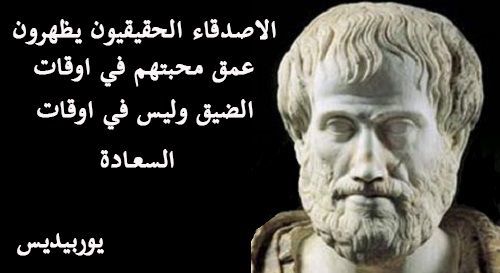 الاصدقاء الحقيقيون يظهرون
عمق محبتهم في اوقات
الضيق وليس في اوقات
السعادة
يوربيديس